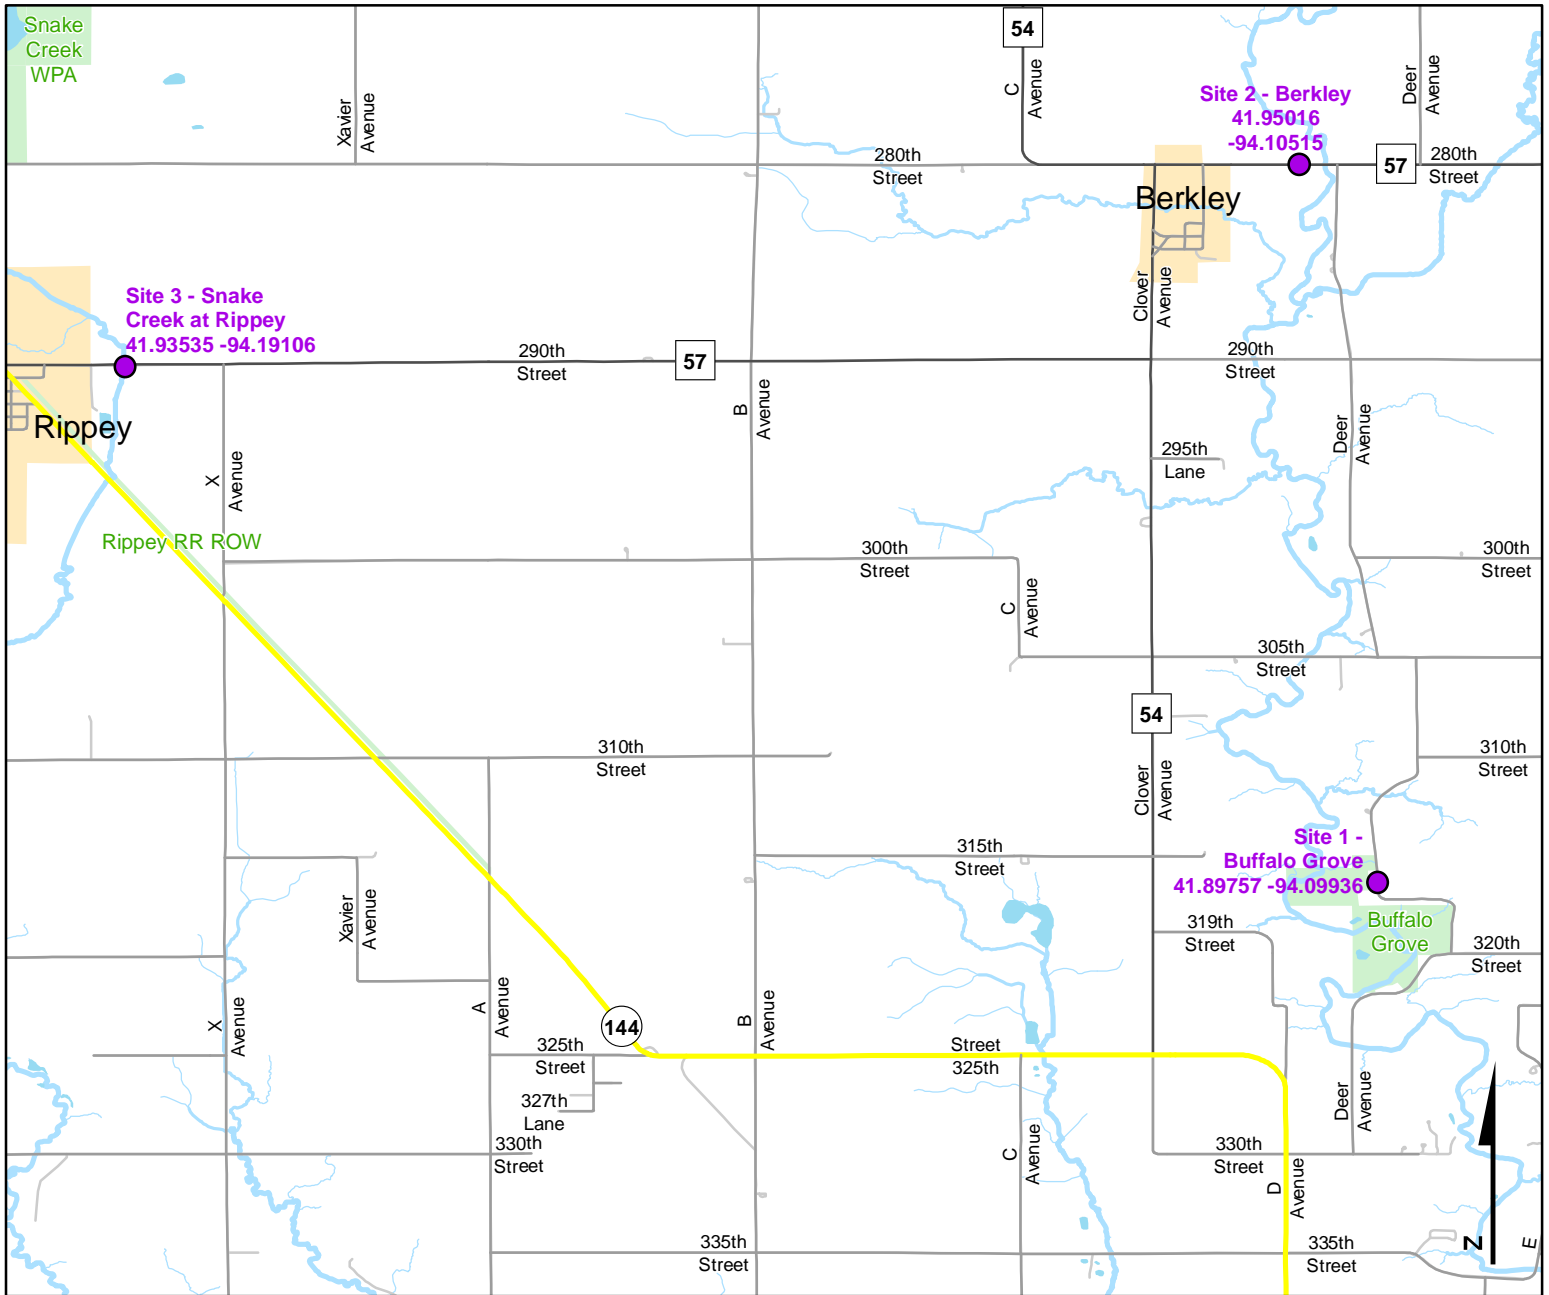 Snake
Creek
WPA
Xavier
Avenue
54
C
Avenue
Site 2 - Berkley
41.95016
-94.10515
Deer
Avenue
280th
Street
57
280th
Street
Berkley
Site 3 - Snake
Creek at Rippey
41.93535 -94.19106
Clover
Avenue
290th
Street
57
290th
Street
Rippey
B
Avenue
Deer
Avenue
X
Avenue
295th
Lane
Rippey RR ROW
300th
Street
300th
Street
C
Avenue
305th
Street
54
310th
Street
310th
Street
Clover
Avenue
Site 1 -
Buffalo Grove
41.89757 -94.09936
315th
Street
Xavier
Avenue
319th
Street
Buffalo
Grove
320th
Street
X
Avenue
A
Avenue
144
B
Avenue
325th
Street
Street
325th
327th
Lane
Deer
Avenue
330th
Street
C
Avenue
330th
Street
D
Avenue
335th
Street
335th
Street
N
E